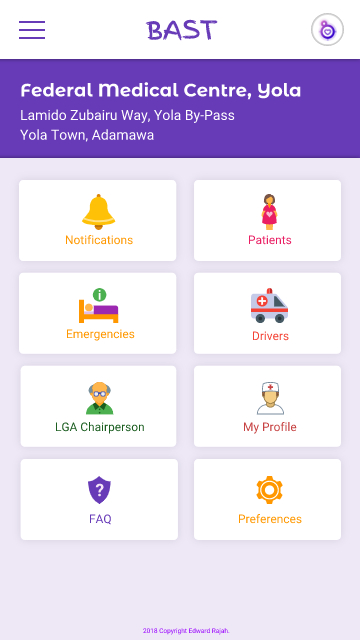 BAST
Federal Medical Centre, Yola
Lamido Zubairu Way, Yola By-Pass
Yola Town, Adamawa
Notifications
Patients
Emergencies
Drivers
LGA Chairperson
My Profile
FAQ
Preferences
2018 Copyright Edward Rajah.